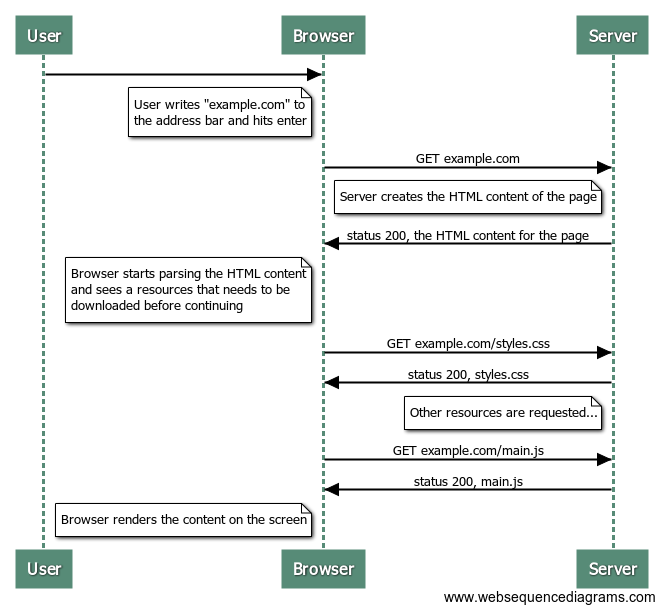 User
Browser
Server
User writes "example.com" to
the address bar and hits enter
GET example.com
Server creates the HTML content of the page
status 200, the HTML content for the page
Browser starts parsing the HTML content
and sees a resources that needs to be
downloaded before continuing
GET example.com/styles.css
status 200, styles.css
Other resources are requested...
GET example.com/main.js
status 200, main.js
Browser renders the content on the screen
User
Browser
Server
www.websequencediagrams.com